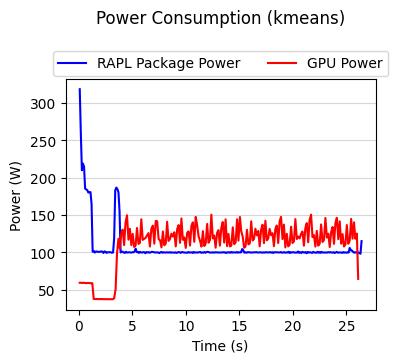 Power Consumption (kmeans)
RAPL Package Power
GPU Power
300
250
200
150
100
50
Power (W)
0
5
10
15
20
25
Time (s)